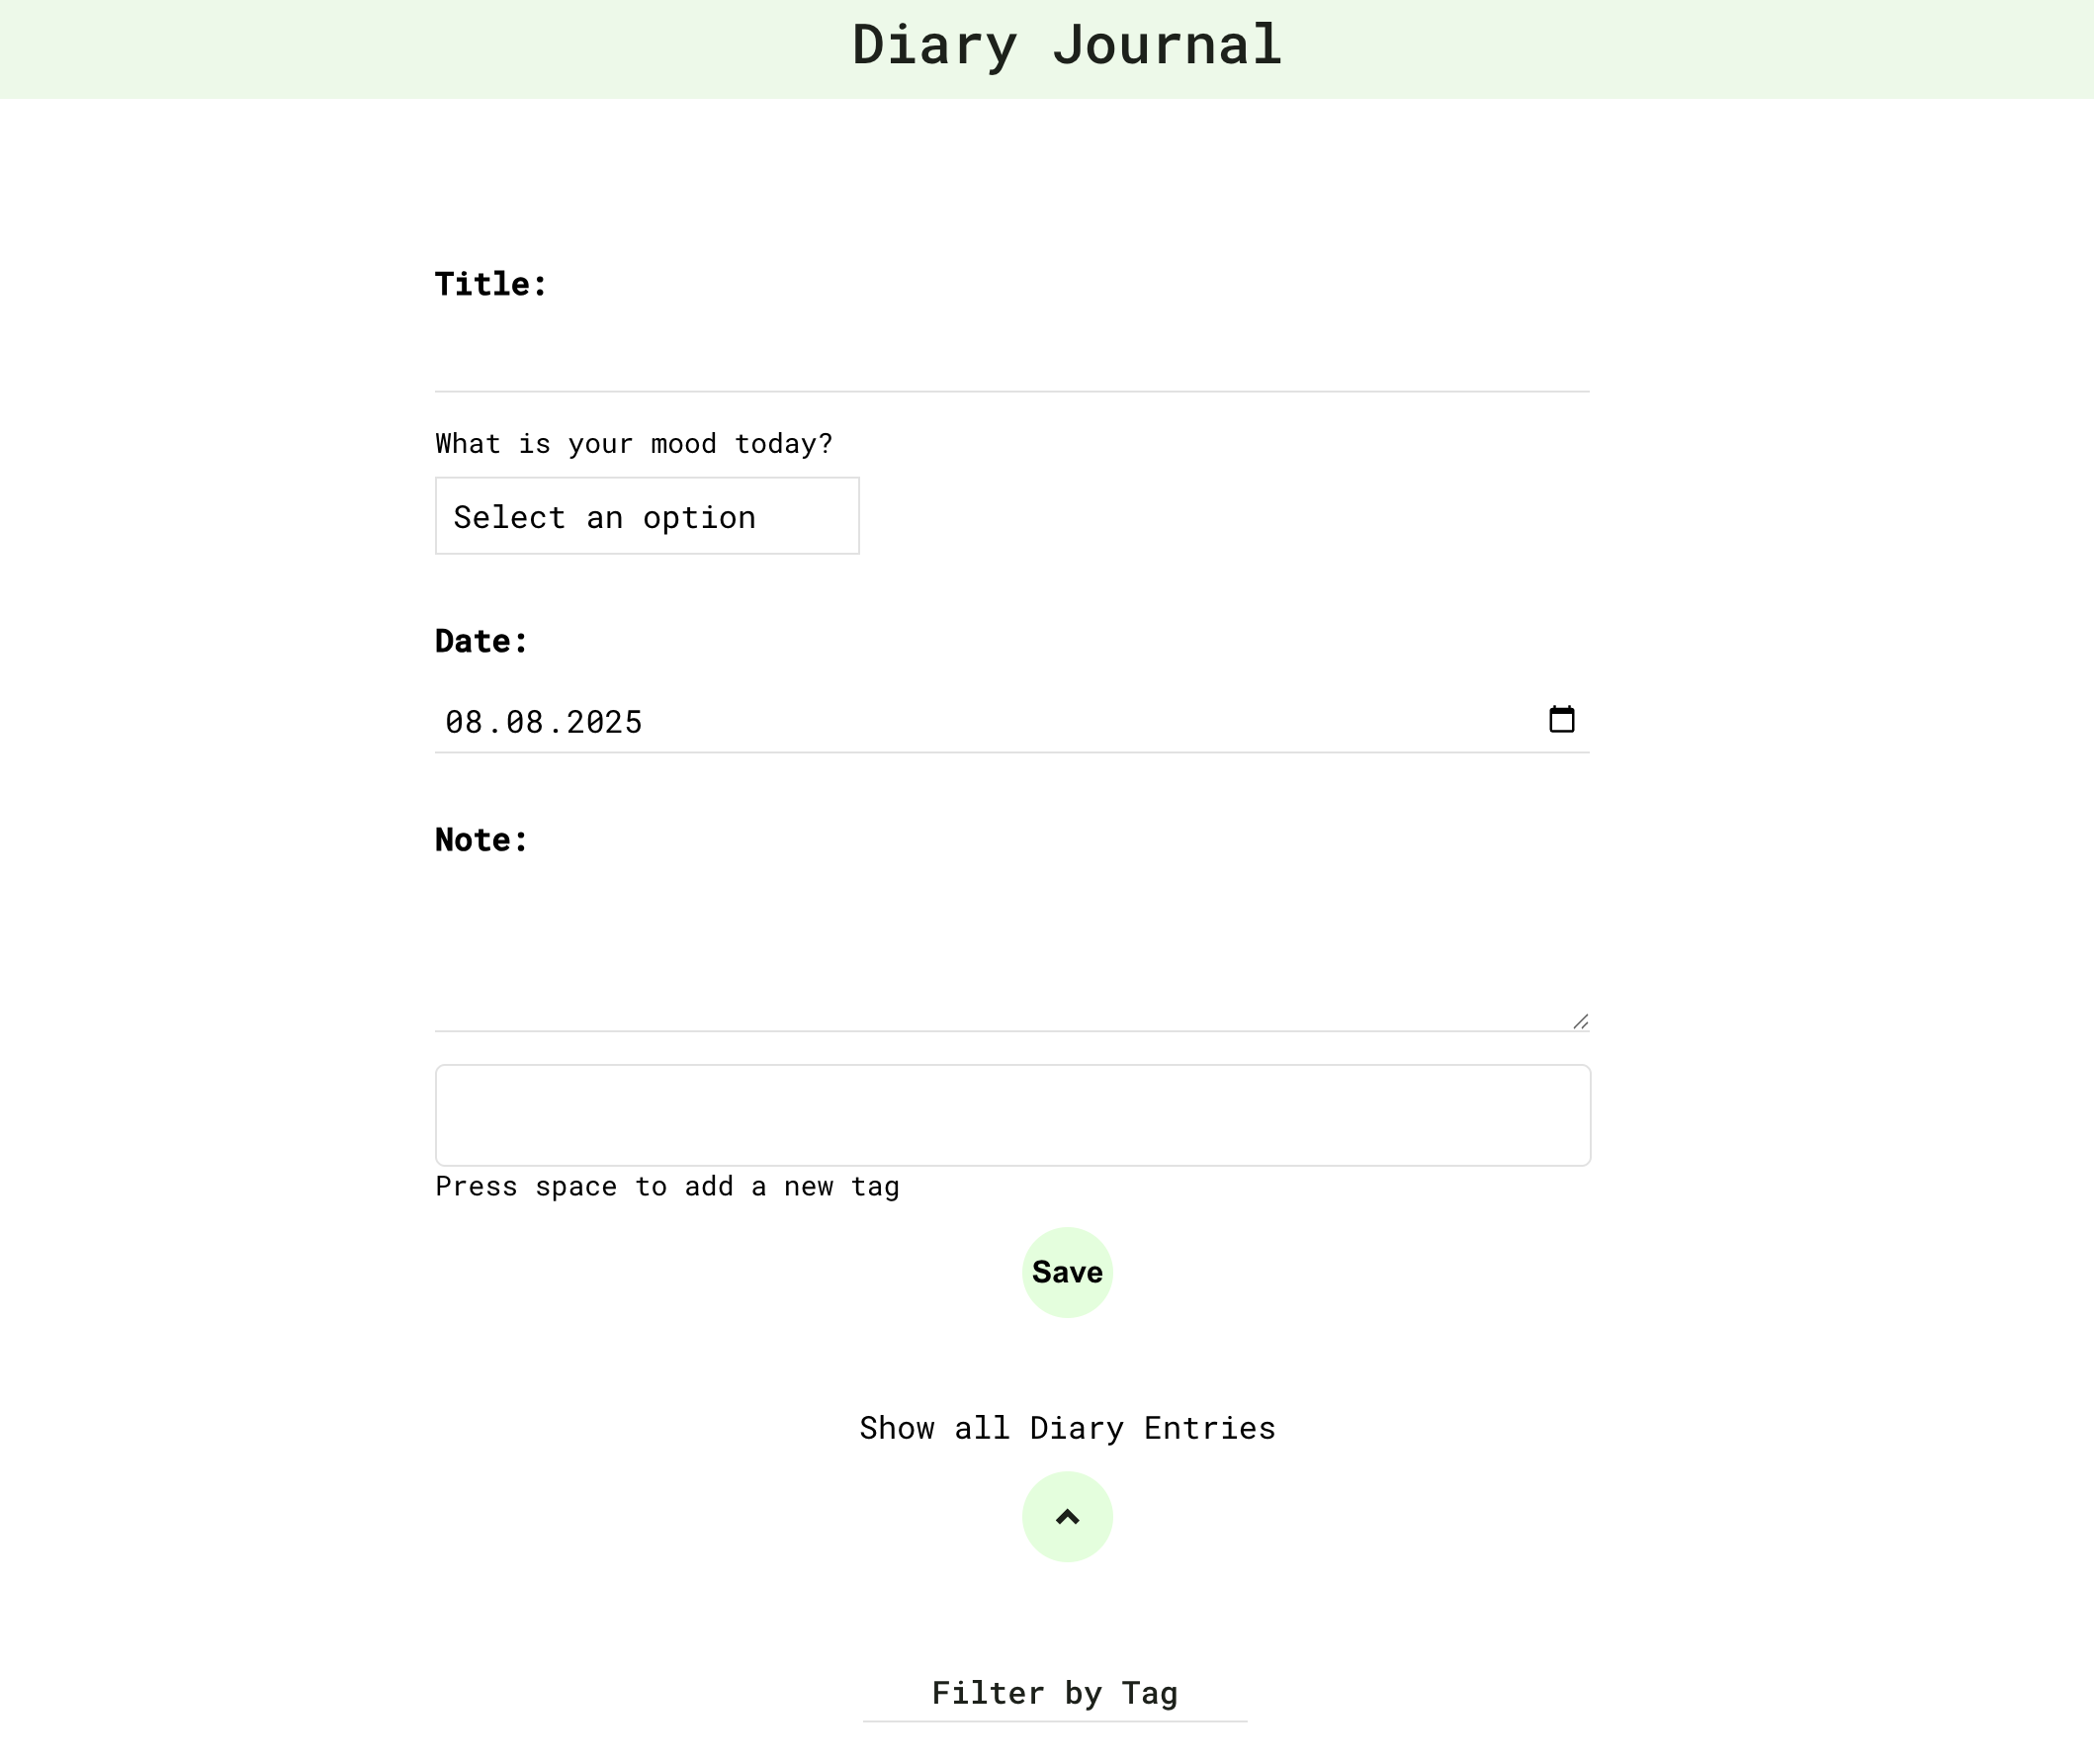 Diary Journal
Title:
What is your mood today?
Select an option
Date:
08.08.2025
Note:
Press space to add a new tag
Save
Show all Diary Entries
Filter by Tag